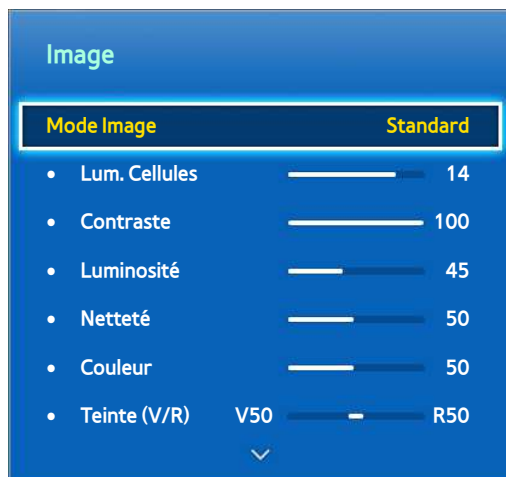 Image
Mode Image Standard
• Lum. Cellules 14
• Contraste 100
• Luminosité 45
• Netteté 50
• Couleur 50
• Teinte (V/R) V50 R50